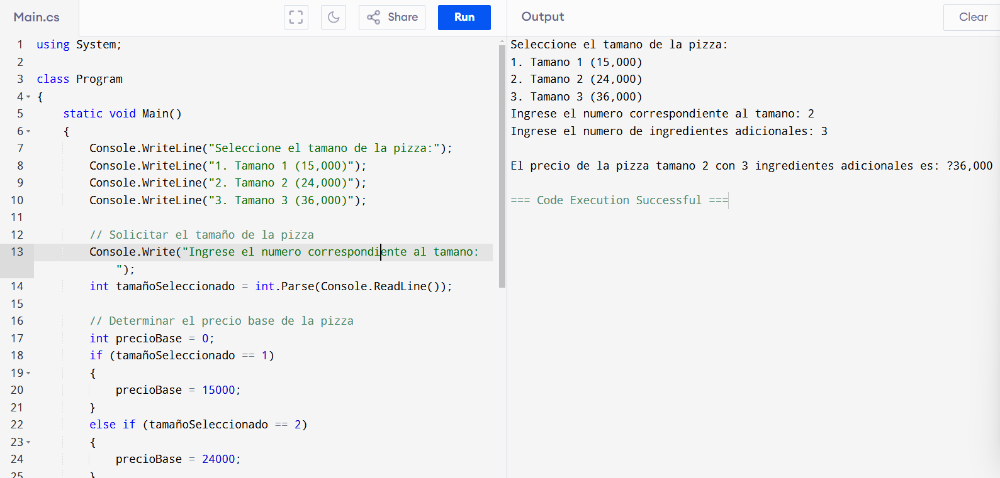 Main.cs
Share
Run
Output
Clear
1 using System;
2
3 class Program
4 {
5 static void Main()
6 {
7 Console.WriteLine("Seleccione el tamano de la pizza:");
8 Console.WriteLine("1. Tamano 1 (15,000)");
9 Console.WriteLine("2. Tamano 2 (24,000)");
10 Console.WriteLine("3. Tamano 3 (36,000)");
11
12 // Solicitar el tamaño de la pizza
13 Console.Write("Ingrese el numero correspondiente al tamano:
");
14 int tamañoSeleccionado = int.Parse(Console.ReadLine());
15
16 // Determinar el precio base de la pizza
17 int precioBase = 0;
18 if (tamañoSeleccionado == 1)
19 {
20 precioBase = 15000;
21 }
22 else if (tamañoSeleccionado == 2)
23 {
24 precioBase = 24000;
25 }
Seleccione el tamano de la pizza:
1. Tamano 1 (15,000)
2. Tamano 2 (24,000)
3. Tamano 3 (36,000)
Ingrese el numero correspondiente al tamano: 2
Ingrese el numero de ingredientes adicionales: 3
El precio de la pizza tamano 2 con 3 ingredientes adicionales es: ?36,000
=== Code Execution Successful ===